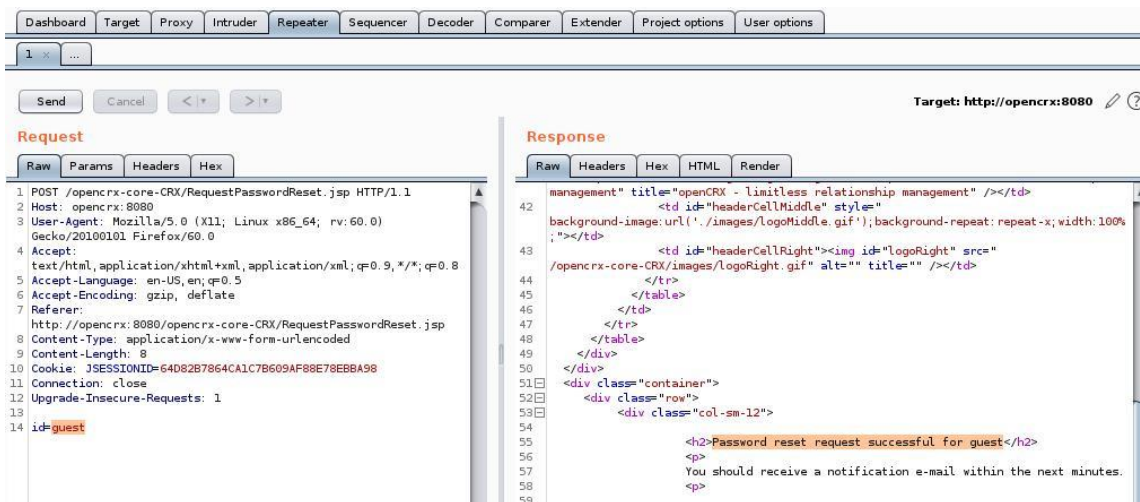 Dashboard Target Proxy Intruder Repeater Sequencer Decoder Comparer Extender Project options User options
1 × ...
Send Cancel < > Target: http://opencrx:8080
Request
Raw Params Headers Hex
1 POST /opencrx-core-CRX/RequestPasswordReset.jsp HTTP/1.1
2 Host: opencrx:8080
3 User-Agent: Mozilla/5.0 (X11; Linux x86_64; rv:60.0)
Gecko/20100101 Firefox/60.0
4 Accept:
text/html,application/xhtml+xml,application/xml;q=0.9,*/*;q=0.8
5 Accept-Language: en-US,en;q=0.5
6 Accept-Encoding: gzip, deflate
7 Referer:
http://opencrx:8080/opencrx-core-CRX/RequestPasswordReset.jsp
8 Content-Type: application/x-www-form-urlencoded
9 Content-Length: 8
10 Cookie: JSESSIONID=64D82B7864CA1C7B609AF88E78EBBA98
11 Connection: close
12 Upgrade-Insecure-Requests: 1
13
14 id=guest
Response
Raw Headers Hex HTML Render
management" title="openCRX - limitless relationship management" /></td>
42 <td id="headerCellMiddle" style="
background-image:url('./images/logoMiddle.gif');background-repeat:repeat-x;width:100%
;"></td>
43 <td id="headerCellRight"><img id="logoRight" src="
/opencrx-core-CRX/images/logoRight.gif" alt="" title="" /></td>
44 </tr>
45 </table>
46 </td>
47 </tr>
48 </table>
49 </div>
50 </div>
51 <div class="container">
52 <div class="row">
53 <div class="col-sm-12">
54
55 <h2>Password reset request successful for guest</h2>
56 <p>
57 You should receive a notification e-mail within the next minutes.
58 <p>
59